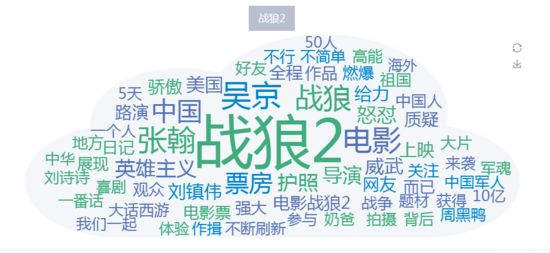 战狼2
50人
好友 不行 不简单 高能
骄傲 美国 全程 作品 燃爆 海外
5天 祖国
路演 中国 吴京 战狼 给力 中国人
一个人 张翰 战狼2 怒怼 质疑
地方 日记 电影 上映 大片
中华 展现 英雄主义 导演 威武 关注 来袭 军魂
刘诗诗 喜剧 观众 刘镇伟 票房 护照 网友 而已 中国军人
一番话 大话西游 电影票 强大 电影战狼2 战争 题材 获得 10亿
我们一起 体验 作揖 不断刷新 参与 奶爸 拍摄 背后 周黑鸭